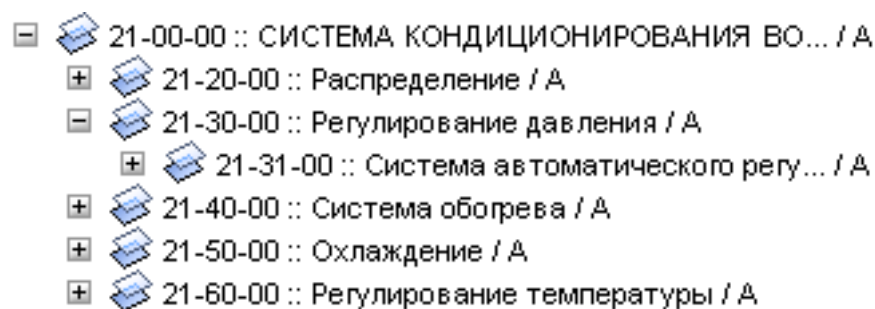 21-00-00 :: СИСТЕМА КОНДИЦИОНИРОВАНИЯ ВО... / А
21-20-00 :: Распределение / А
21-30-00 :: Регулирование давления / А
21-31-00 :: Система автоматического регу... / А
21-40-00 :: Система обогрева / А
21-50-00 :: Охлаждение / А
21-60-00 :: Регулирование температуры / А